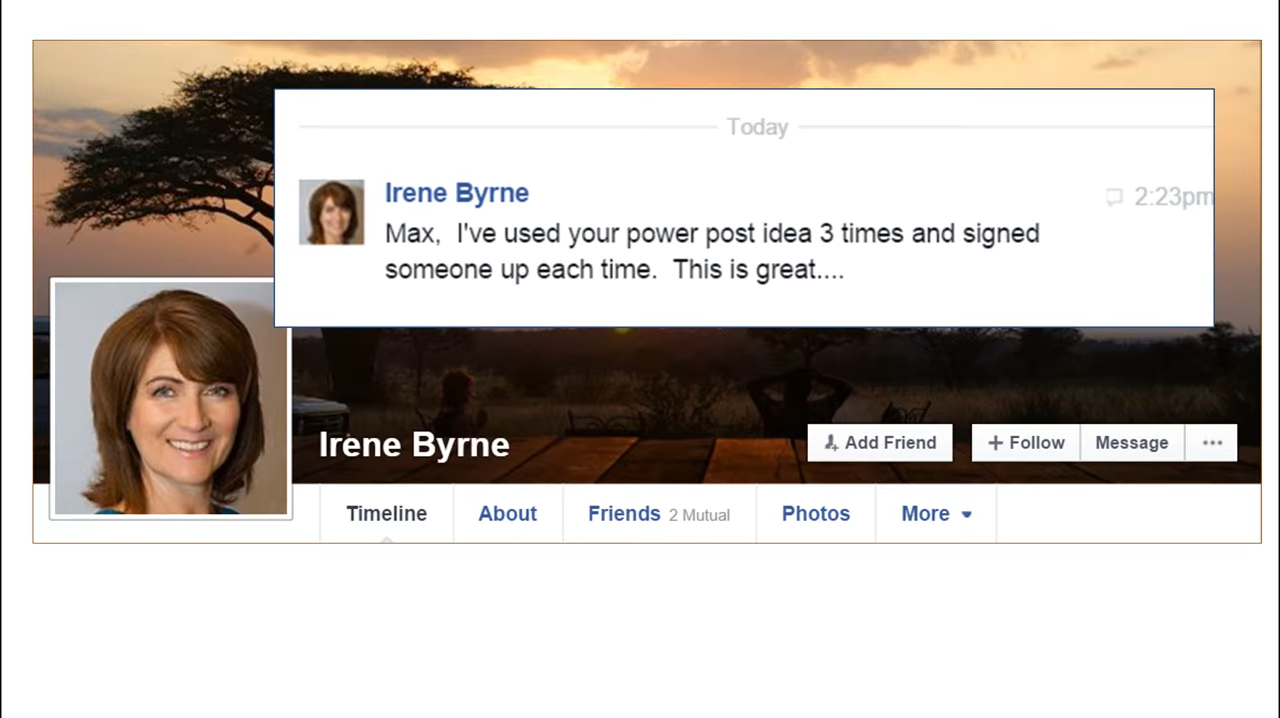 Today
Irene Byrne
2:23pm
Max,  I've used your power post idea 3 times and signed
someone up each time.  This is great....
Irene Byrne
Add Friend
Follow
Message
Timeline
About
Friends 2 Mutual
Photos
More